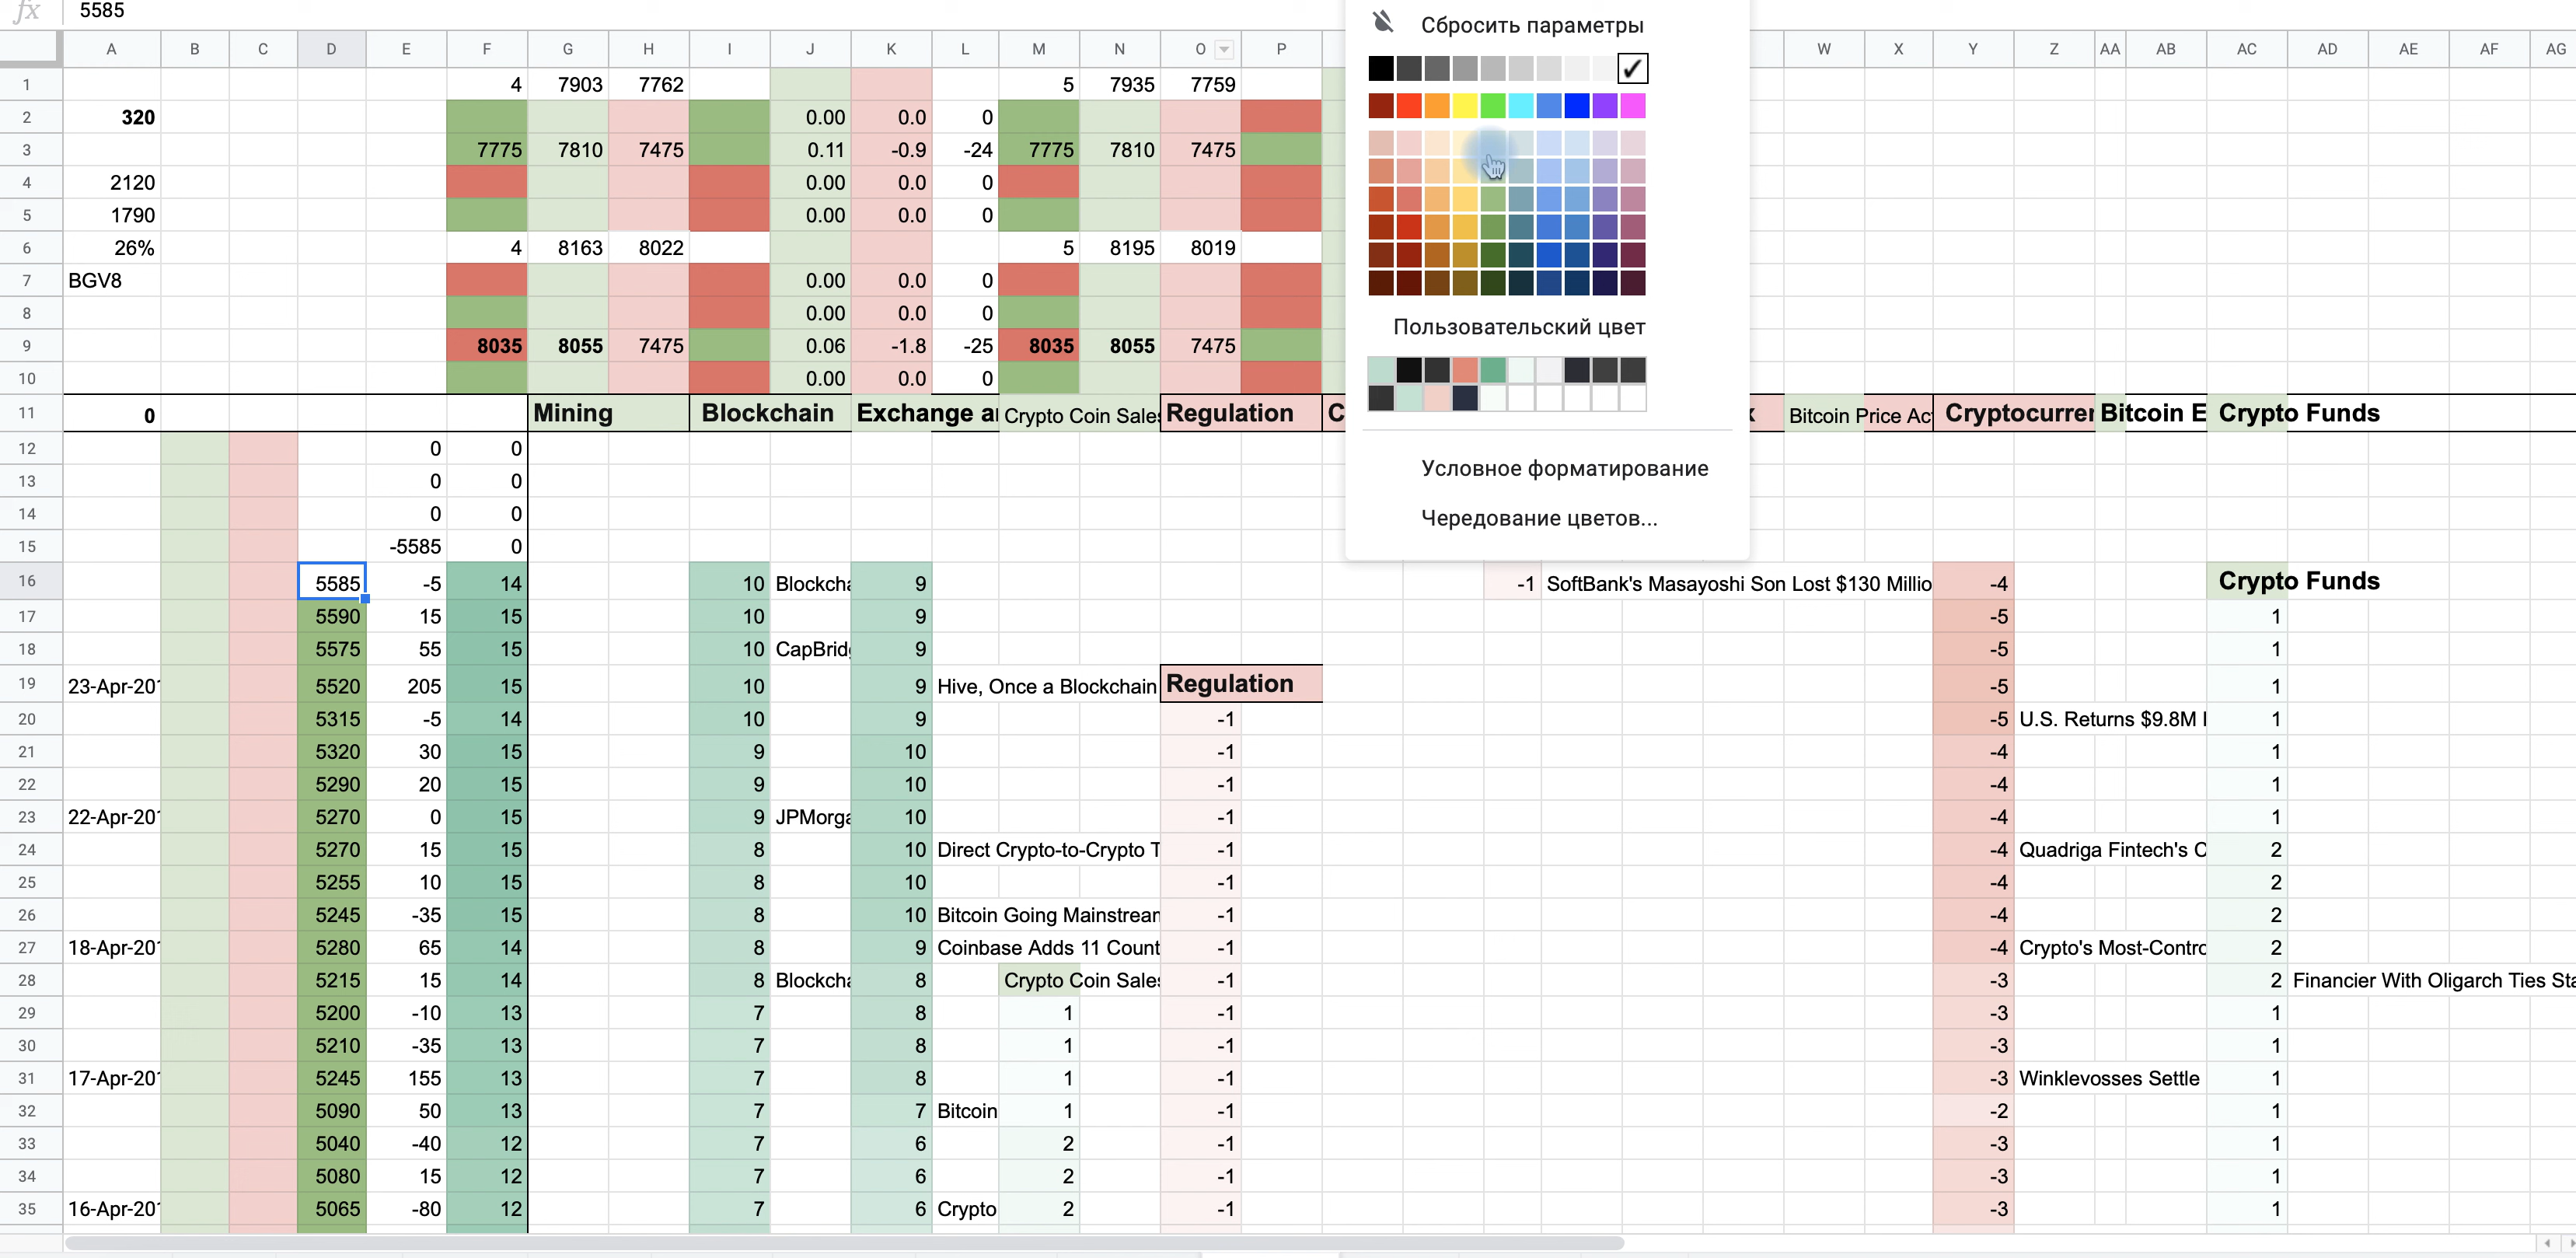 fx 5585
Сбросить параметры
A B C D E F G H I J K L M N O P W X Y Z AA AB AC AD AE AF AG
1 4 7903 7762 5 7935 7759
2 320 0.00 0.0 0
3 7775 7810 7475 0.11 -0.9 -24 7775 7810 7475
4 2120 0.00 0.0 0
5 1790 0.00 0.0 0
6 26% 4 8163 8022 5 8195 8019
7 BGV8 0.00 0.0 0
8 0.00 0.0 0
Пользовательский цвет
9 8035 8055 7475 0.06 -1.8 -25 8035 8055 7475
10 0.00 0.0 0
11 0 Mining Blockchain Exchange a Crypto Coin Sales Regulation C Bitcoin Price Ac Cryptocurrer Bitcoin E Crypto Funds
12 0 0
Условное форматирование
13 0 0
14 0 0
Чередование цветов...
15 -5585 0
16 5585 -5 14 10 Blockcha 9 -1 SoftBank's Masayoshi Son Lost $130 Millio -4 Crypto Funds
17 5590 15 15 10 9 -5 1
18 5575 55 15 10 CapBridg 9 -5 1
19 23-Apr-20 5520 205 15 10 9 Hive, Once a Blockchain Regulation -5 1
20 5315 -5 14 10 9 -1 -5 U.S. Returns $9.8M 1
21 5320 30 15 9 10 -1 -4 1
22 5290 20 15 9 10 -1 -4 1
23 22-Apr-20 5270 0 15 9 JPMorga 10 -1 -4 1
24 5270 15 15 8 10 Direct Crypto-to-Crypto T -1 -4 Quadriga Fintech's C 2
25 5255 10 15 8 10 -1 -4 2
26 5245 -35 15 8 10 Bitcoin Going Mainstrear -1 -4 2
27 18-Apr-20 5280 65 14 8 9 Coinbase Adds 11 Count -1 -4 Crypto's Most-Contro 2
28 5215 15 14 8 Blockcha 8 Crypto Coin Sales -1 -3 2 Financier With Oligarch Ties Sta
29 5200 -10 13 7 8 1 -1 -3 1
30 5210 -35 13 7 8 1 -1 -3 1
31 17-Apr-20 5245 155 13 7 8 1 -1 -3 Winklevosses Settle 1
32 5090 50 13 7 7 Bitcoin 1 -1 -2 1
33 5040 -40 12 7 6 2 -1 -3 1
34 5080 15 12 7 6 2 -1 -3 1
35 16-Apr-20 5065 -80 12 7 6 Crypto 2 -1 -3 1